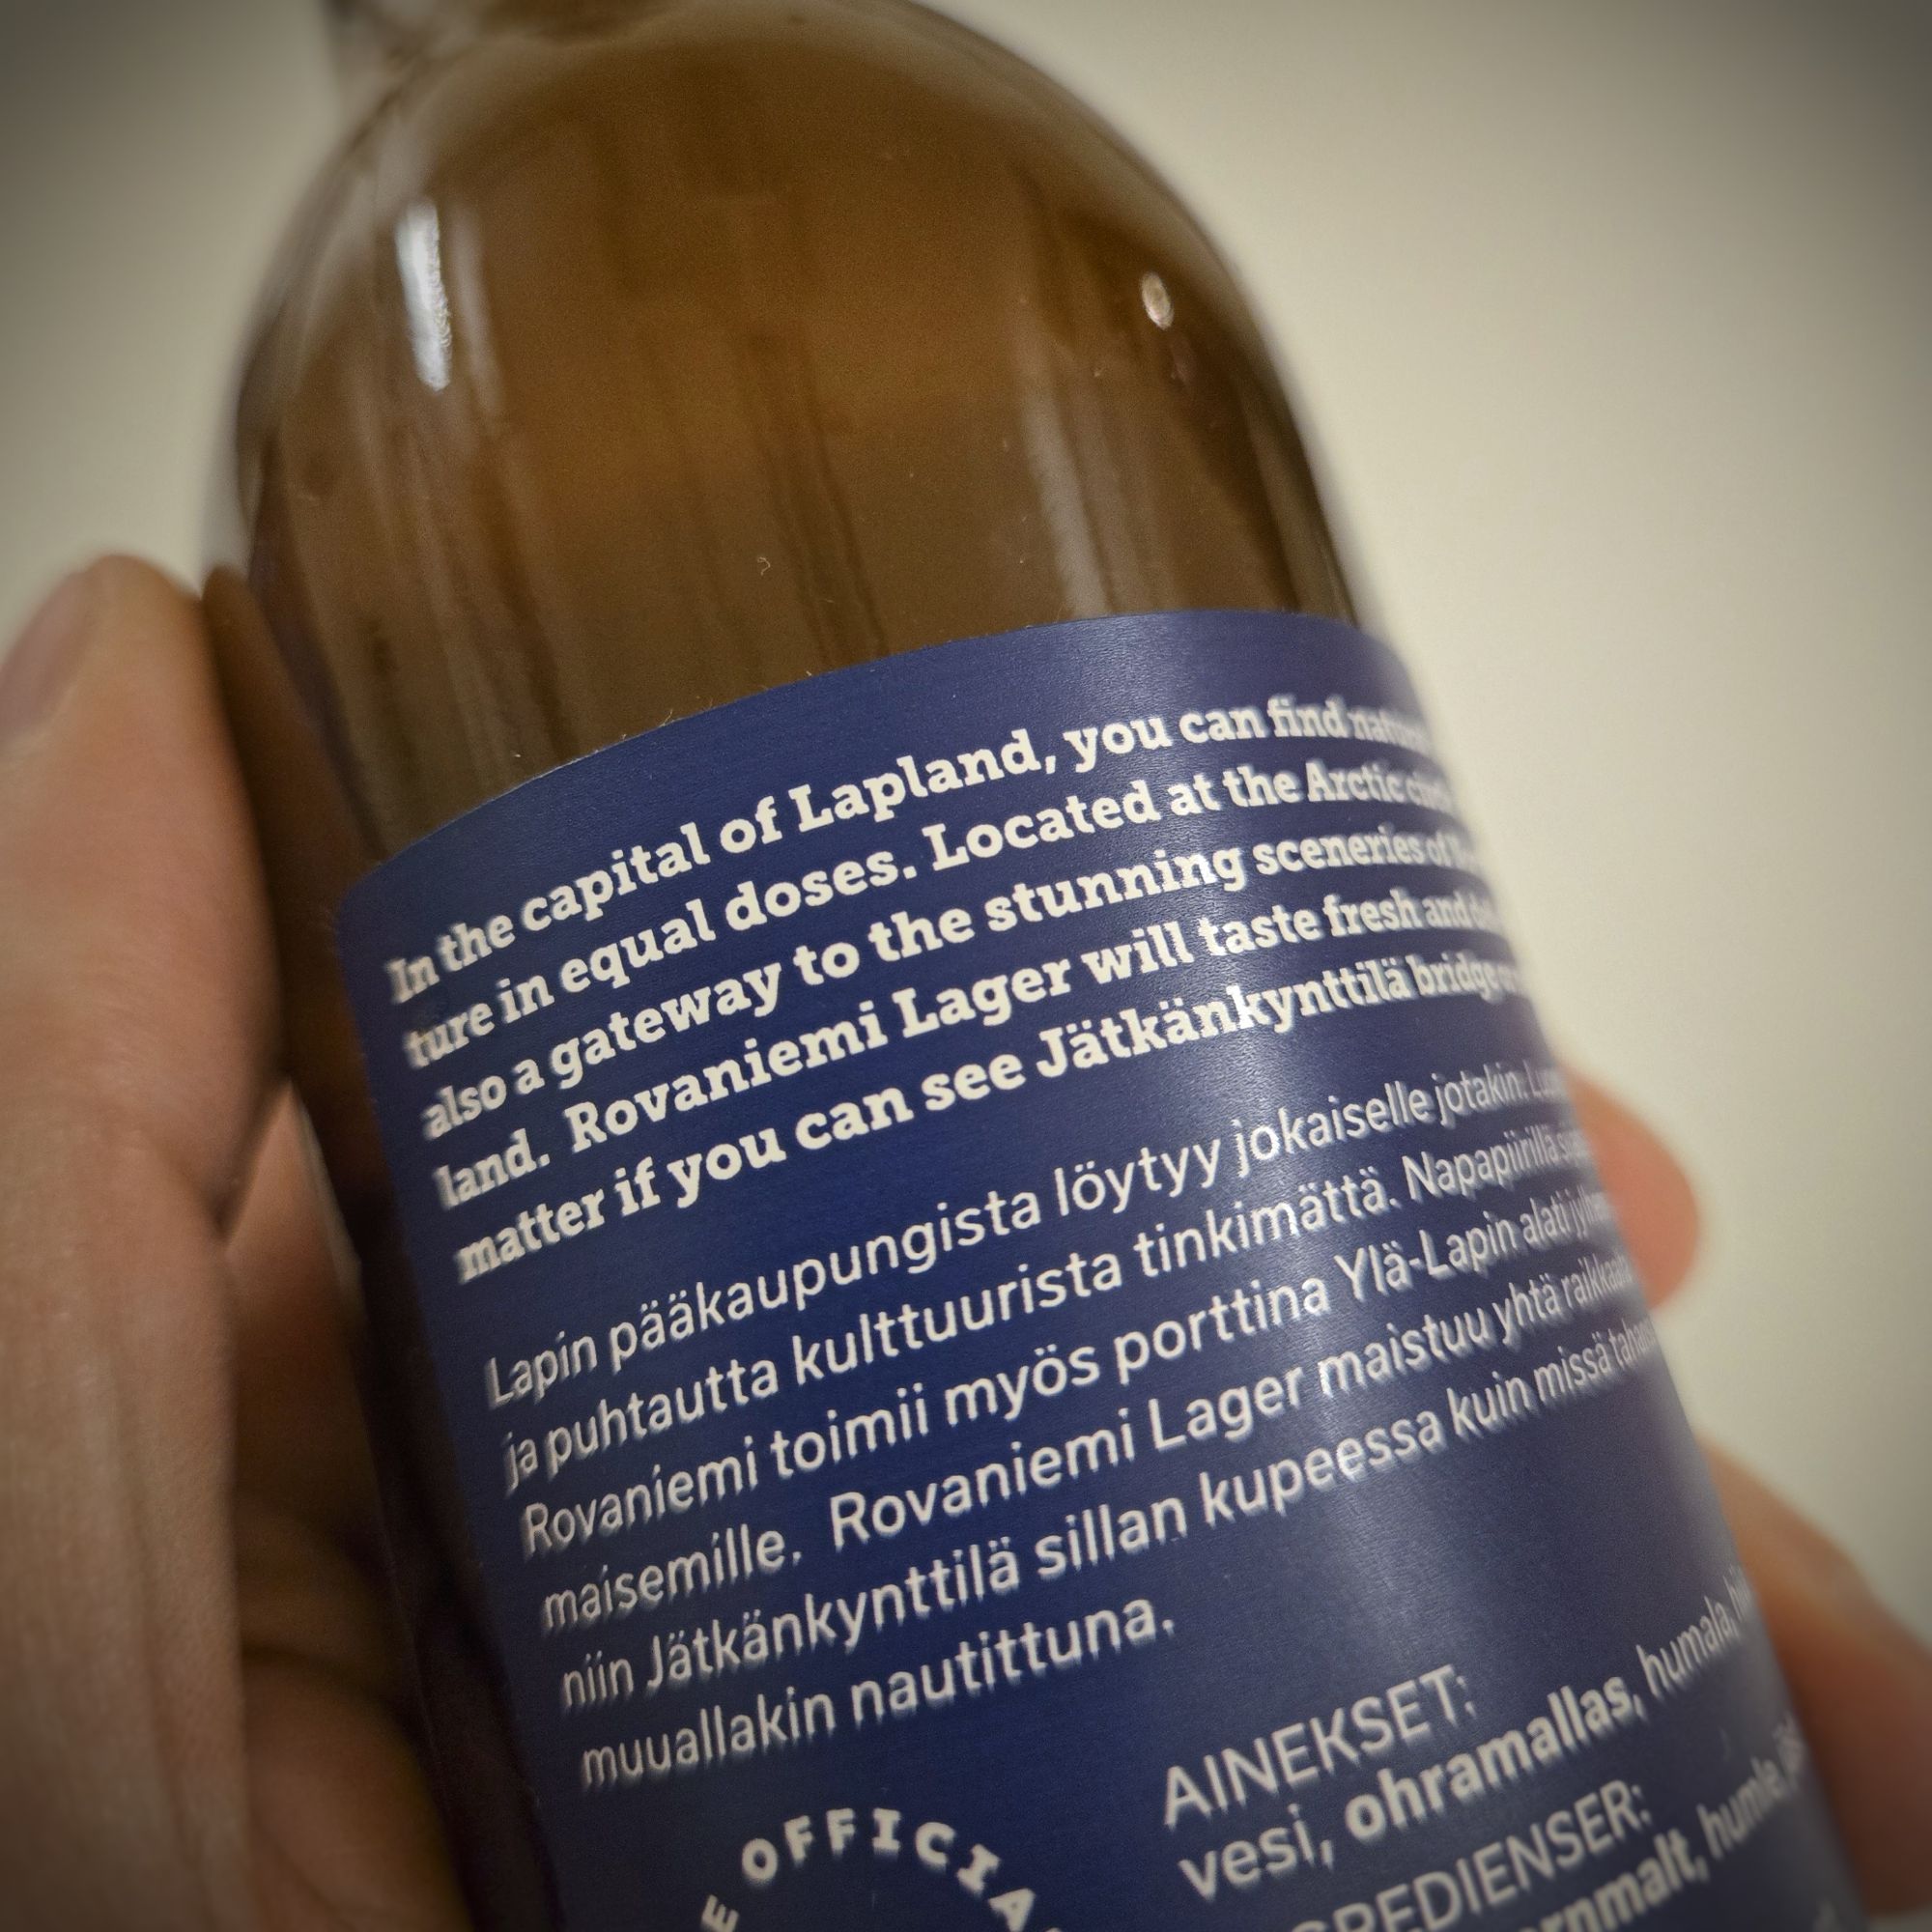 In the capital of Lapland, you can find
ture in equal doses. Located at the Arctic
also a gateway to the stunning sceneries of
land. Rovaniemi Lager will taste fresh and
matter if you can see Jätkänkynttilä bridge or
Lapin pääkaupungista löytyy jokaiselle jotakin:
ja puhtautta kulttuurista tinkimättä. Napapiirillä
Rovaniemi toimii myös porttina Ylä-Lapin alati
maisemille. Rovaniemi Lager maistuu yhtä
niin Jätkänkynttilä sillan kupeessa kuin missä
muuallakin nautittuna.
AINEKSET:
vesi, ohramallas, humala,
OFFICIA
humle,